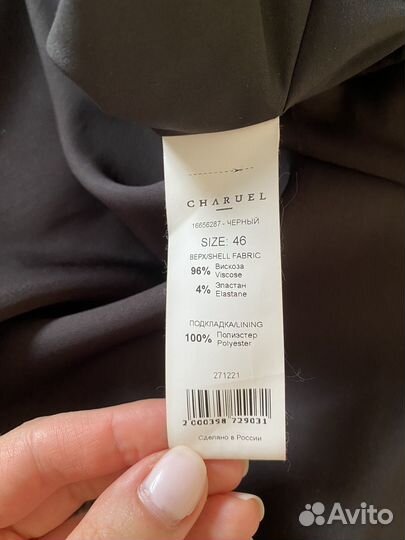 CHARUEL
16656287 - ЧЕРНЫЙ
SIZE: 46
ВЕРХ/SHELL FABRIC
96% Вискоза
Viscose
4% Эластан
Elastane
ПОДКЛАДКА/LINING
100% Полиэстер
Polyester
271221
2 000398 729031
Сделано в России
Avito